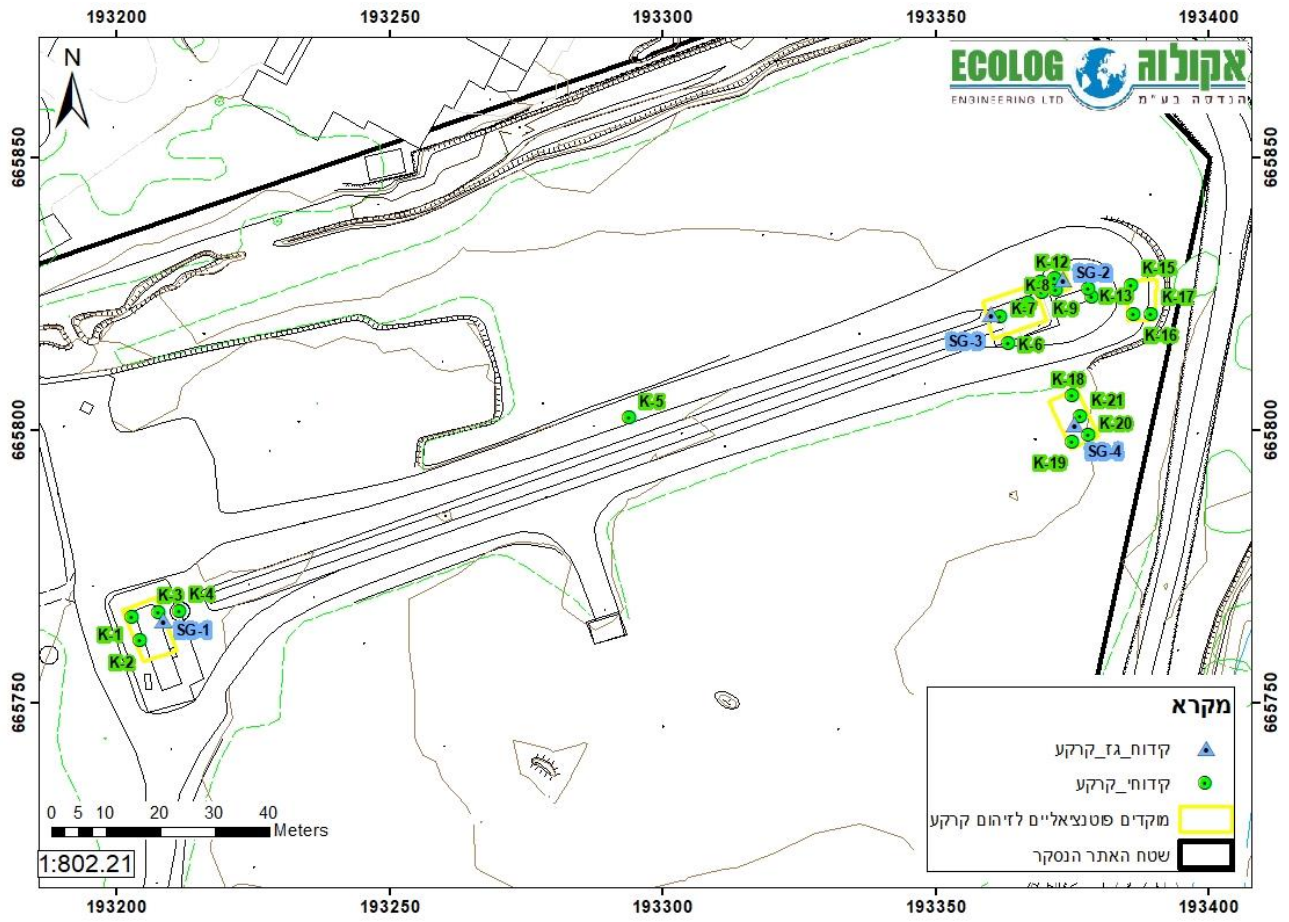 193200 193250 193300 193350 193400
N
ECOLOG אקולוג
ENGINEERING LTD הנדסה בע"מ
665850 665850
K-12 SG-2 K-15
K-8 K-13 K-17
K-7 K-9
SG-3 K-6 K-16
K-18
K-5 K-21
665800 K-20 665800
K-19 SG-4
K-3 K-4
K-1 SG-1
K-2
665750 665750
מקרא
קידוח_גז_קרקע
קידוחי_קרקע
מוקדים פוטנציאליים לזיהום קרקע
שטח האתר הנסקר
0 5 10 20 30 40
Meters
1:802.21
193200 193250 193300 193350 193400